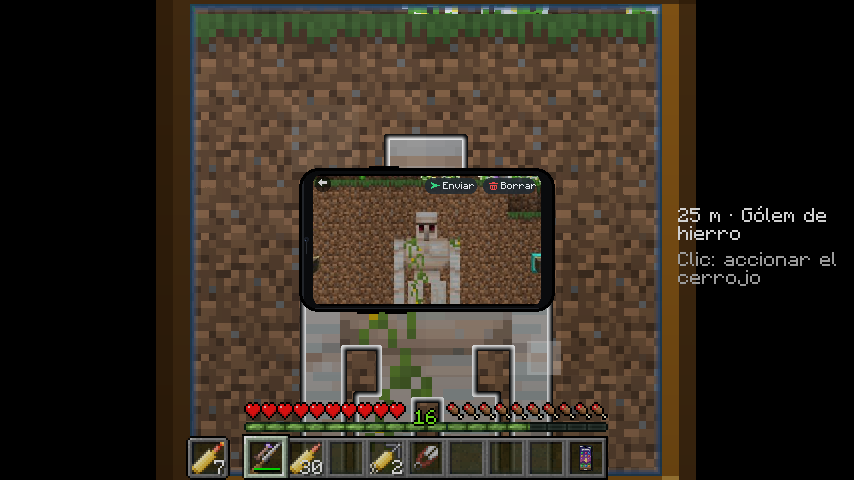 Enviar
Borrar
25 m · Gólem de
hierro
Clic: accionar el
cerrojo
16
7
30
2